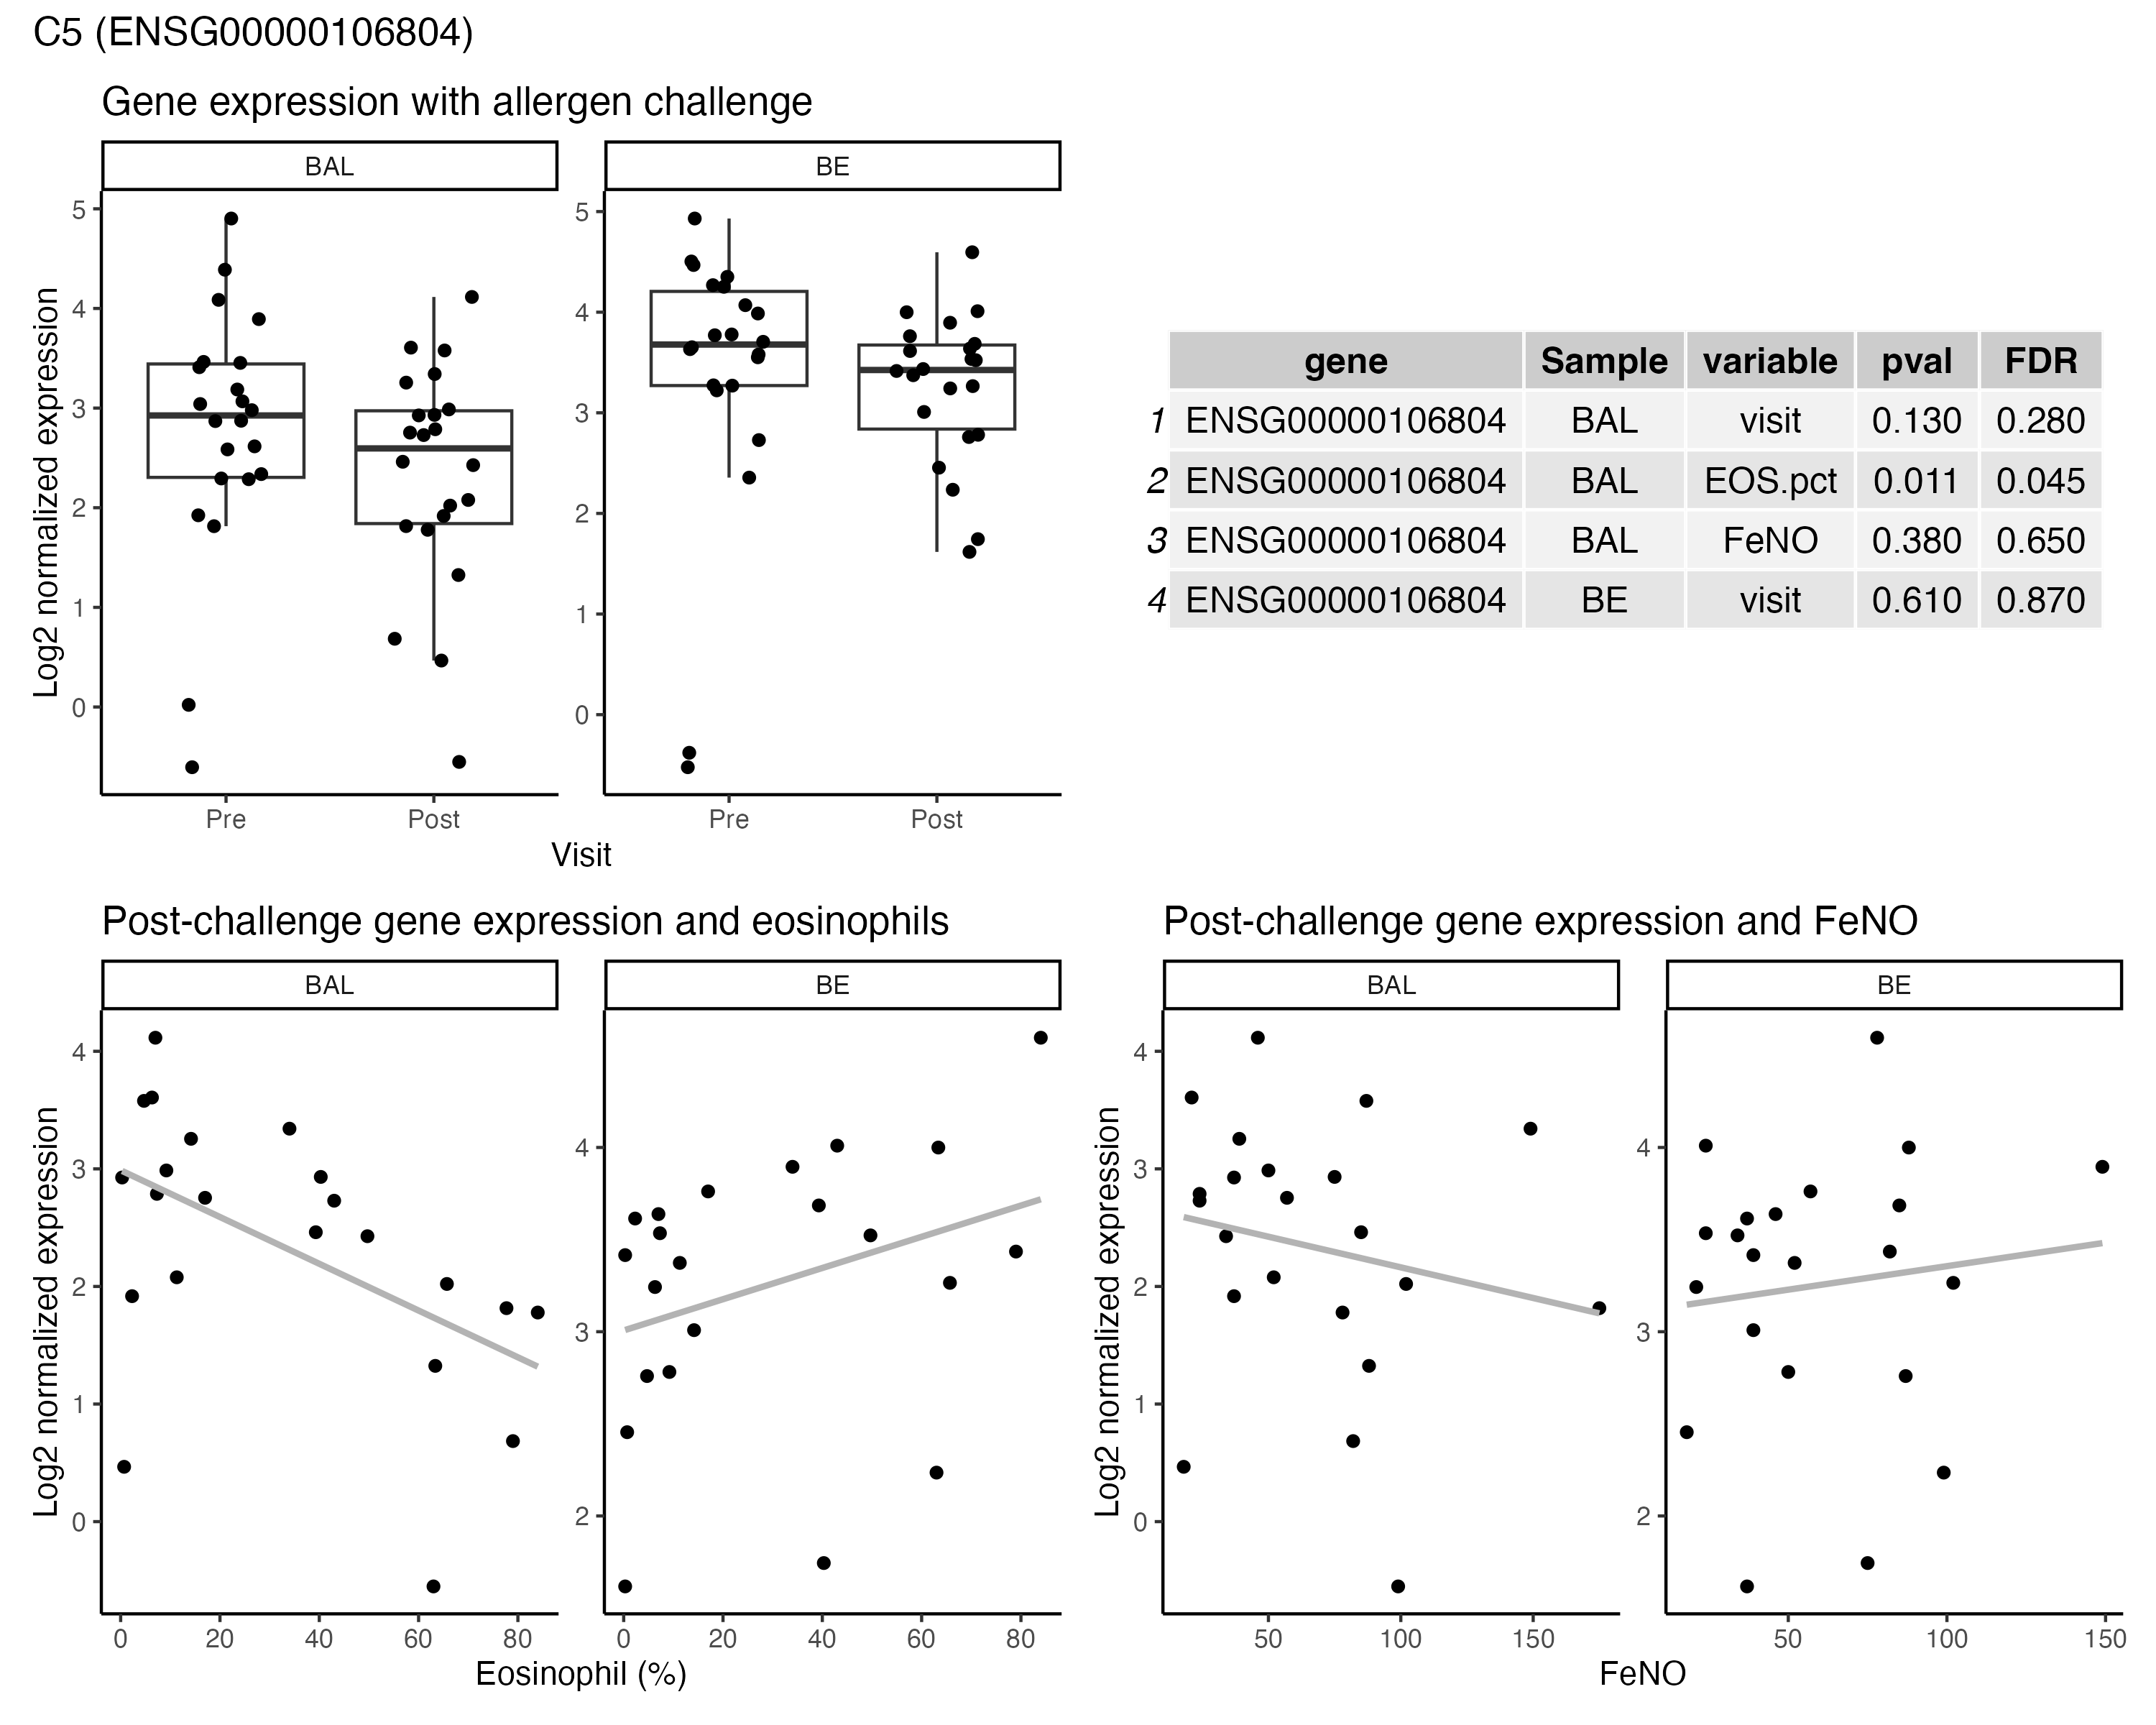 C5 (ENSG00000106804)
Gene expression with allergen challenge
BAL BE
Log2 normalized expression
5
4
3
2
1
0
5
4
3
2
1
0
Pre Post Pre Post
Visit
gene Sample variable pval FDR
1 ENSG00000106804 BAL visit 0.130 0.280
2 ENSG00000106804 BAL EOS.pct 0.011 0.045
3 ENSG00000106804 BAL FeNO 0.380 0.650
4 ENSG00000106804 BE visit 0.610 0.870
Post-challenge gene expression and eosinophils
BAL BE
Log2 normalized expression
4
3
2
1
0
4
3
2
0 20 40 60 80 0 20 40 60 80
Eosinophil (%)
Post-challenge gene expression and FeNO
BAL BE
Log2 normalized expression
4
3
2
1
0
4
3
2
50 100 150 50 100 150
FeNO